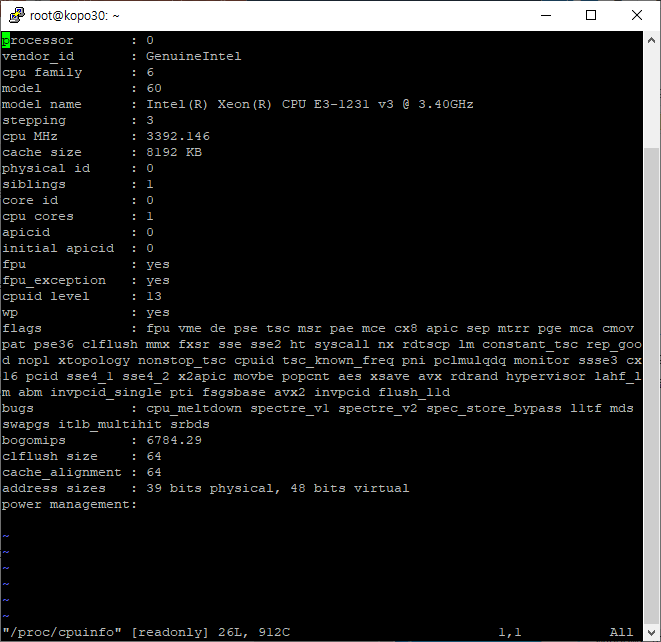 root@kopo30: ~
processor       : 0
vendor_id       : GenuineIntel
cpu family      : 6
model           : 60
model name      : Intel(R) Xeon(R) CPU E3-1231 v3 @ 3.40GHz
stepping        : 3
cpu MHz         : 3392.146
cache size      : 8192 KB
physical id     : 0
siblings        : 1
core id         : 0
cpu cores       : 1
apicid          : 0
initial apicid  : 0
fpu             : yes
fpu_exception   : yes
cpuid level     : 13
wp              : yes
flags           : fpu vme de pse tsc msr pae mce cx8 apic sep mtrr pge mca cmov
pat pse36 clflush mmx fxsr sse sse2 ht syscall nx rdtscp lm constant_tsc rep_goo
d nopl xtopology nonstop_tsc cpuid tsc_known_freq pni pclmulqdq monitor ssse3 cx
16 pcid sse4_1 sse4_2 x2apic movbe popcnt aes xsave avx rdrand hypervisor lahf_l
m abm invpcid_single pti fsgsbase avx2 invpcid flush_l1d
bugs            : cpu_meltdown spectre_v1 spectre_v2 spec_store_bypass l1tf mds
swapgs itlb_multihit srbds
bogomips        : 6784.29
clflush size    : 64
cache_alignment : 64
address sizes   : 39 bits physical, 48 bits virtual
power management:
~
~
~
~
~
~
"/proc/cpuinfo" [readonly] 26L, 912C 1,1 All